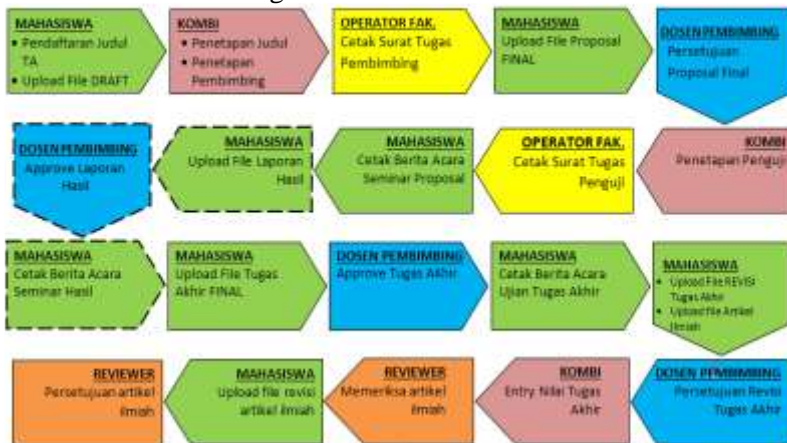 MAHASISWA
• Pendaftaran Judul
TA
• Upload File DRAFT
KOMBI
• Penetapan Judul
• Penetapan
Pembimbing
OPERATOR FAK.
Cetak Surat Tugas
Pembimbing
MAHASISWA
Upload File Proposal
FINAL
DOSEN PEMBIMBING
Persetujuan
Proposal Final
DOSEN PEMBIMBING
Approve Laporan
Hasil
MAHASISWA
Upload File Laporan
Hasil
MAHASISWA
Cetak Berita Acara
Seminar Proposal
OPERATOR FAK.
Cetak Surat Tugas
Penguji
KOMBI
Penetapan Penguji
MAHASISWA
Cetak Berita Acara
Seminar Hasil
MAHASISWA
Upload File Tugas
Akhir FINAL
DOSEN PEMBIMBING
Approve Tugas Akhir
MAHASISWA
Cetak Berita Acara
Ujian Tugas Akhir
MAHASISWA
• Upload File REVISI
Tugas Akhir
• Upload file Artikel
Ilmiah
REVIEWER
Persetujuan artikel
ilmiah
MAHASISWA
Upload file revisi
artikel ilmiah
REVIEWER
Memeriksa artikel
ilmiah
KOMBI
Entry Nilai Tugas
Akhir
DOSEN PEMBIMBING
Persetujuan Revisi
Tugas Akhir